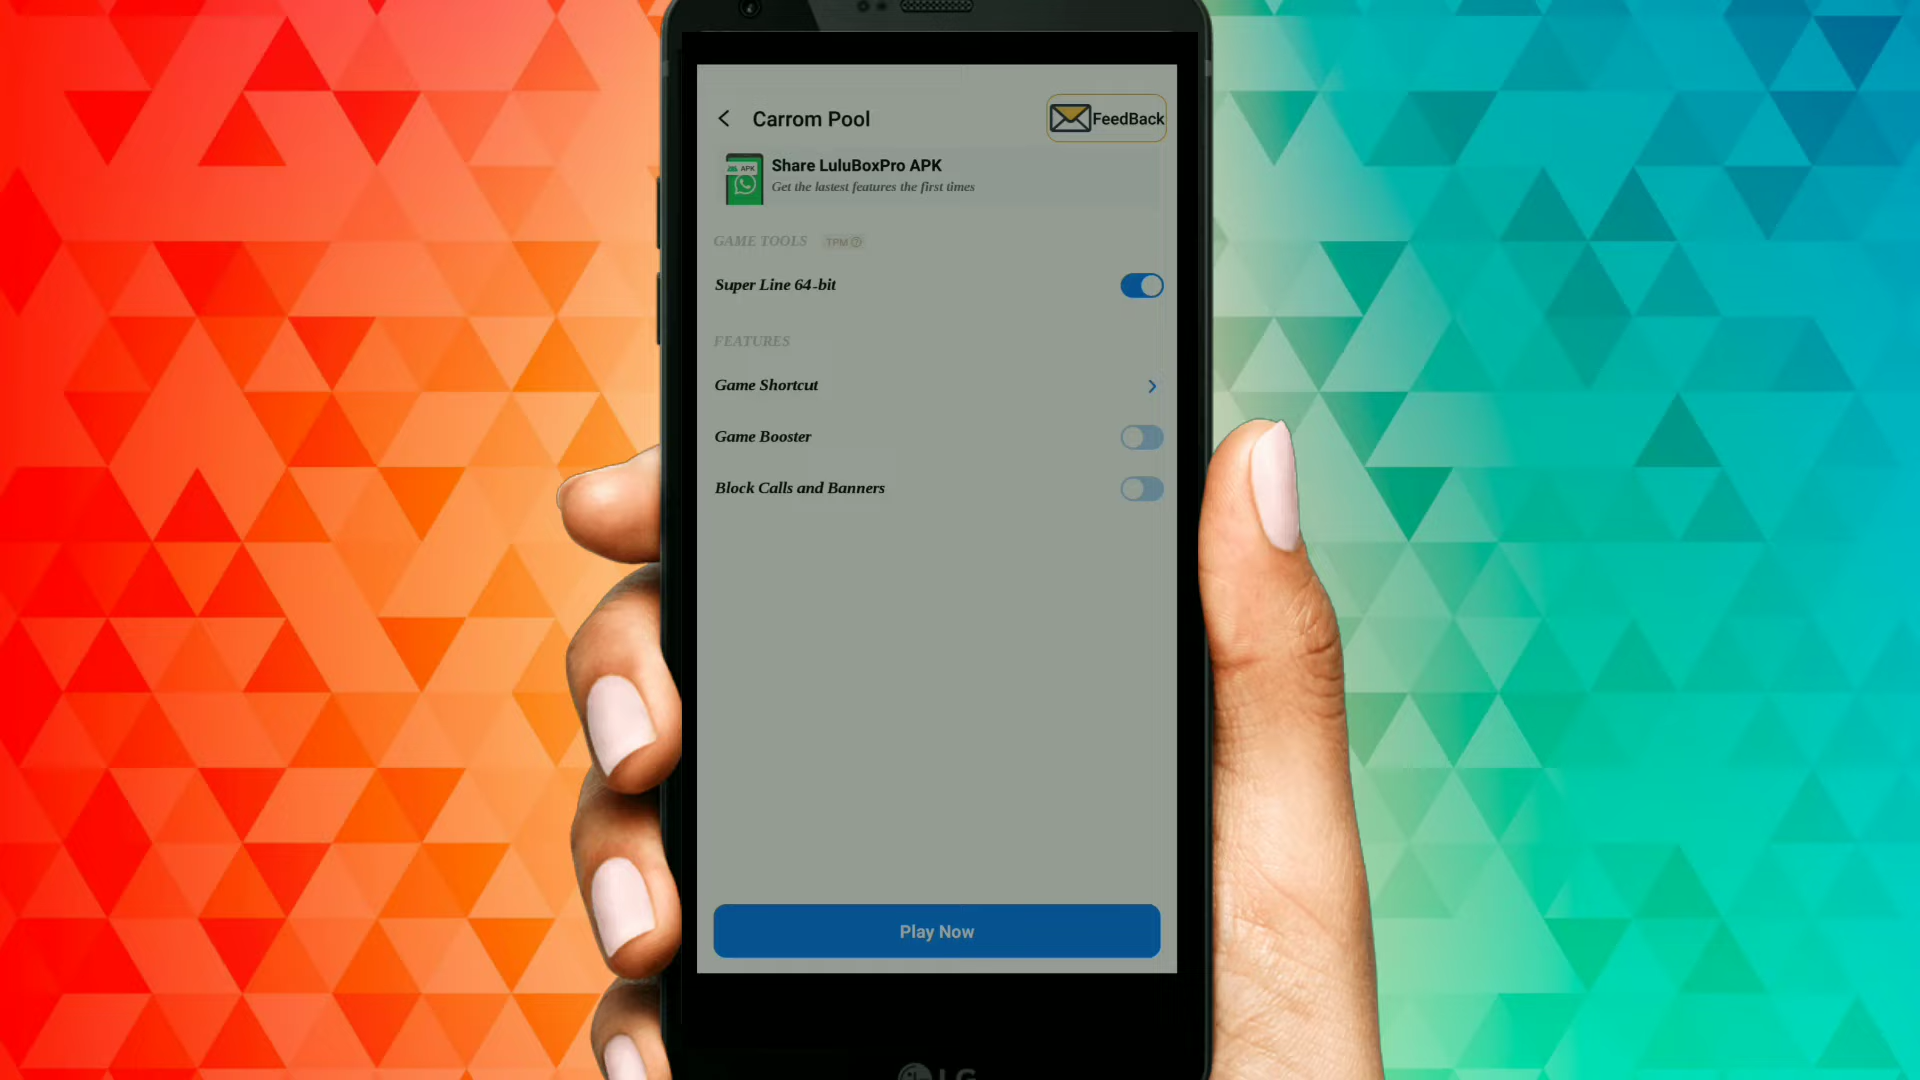 Carrom Pool
FeedBack
APK
Share LuluBoxPro APK
Get the lastest features the first times
GAME TOOLS TPM ?
Super Line 64-bit
FEATURES
Game Shortcut
Game Booster
Block Calls and Banners
Play Now
LG